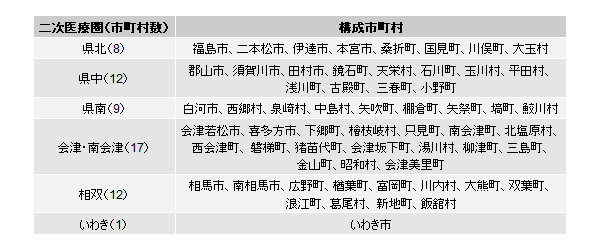 二次医療圏（市町村数） 構成市町村
県北（8） 福島市、二本松市、伊達市、本宮市、桑折町、国見町、川俣町、大玉村
県中（12） 郡山市、須賀川市、田村市、鏡石町、天栄村、石川町、玉川村、平田村、
浅川町、古殿町、三春町、小野町
県南（9） 白河市、西郷村、泉崎村、中島村、矢吹町、棚倉町、矢祭町、塙町、鮫川村
会津・南会津（17） 会津若松市、喜多方市、下郷町、檜枝岐村、只見町、南会津町、北塩原村、
西会津町、磐梯町、猪苗代町、会津坂下町、湯川村、柳津町、三島町、
金山町、昭和村、会津美里町
相双（12） 相馬市、南相馬市、広野町、楢葉町、富岡町、川内村、大熊町、双葉町、
浪江町、葛尾村、新地町、飯舘村
いわき（1） いわき市